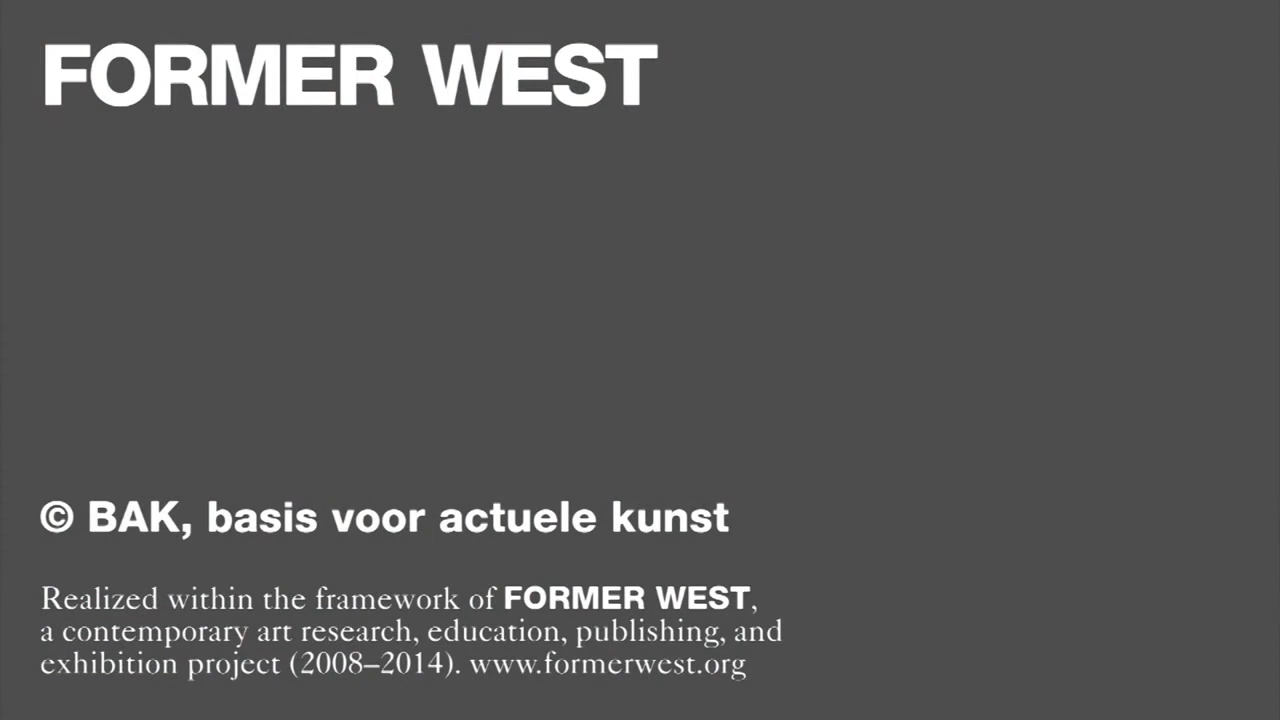 FORMER WEST
© BAK, basis voor actuele kunst
Realized within the framework of FORMER WEST,
a contemporary art research, education, publishing, and
exhibition project (2008–2014). www.formerwest.org